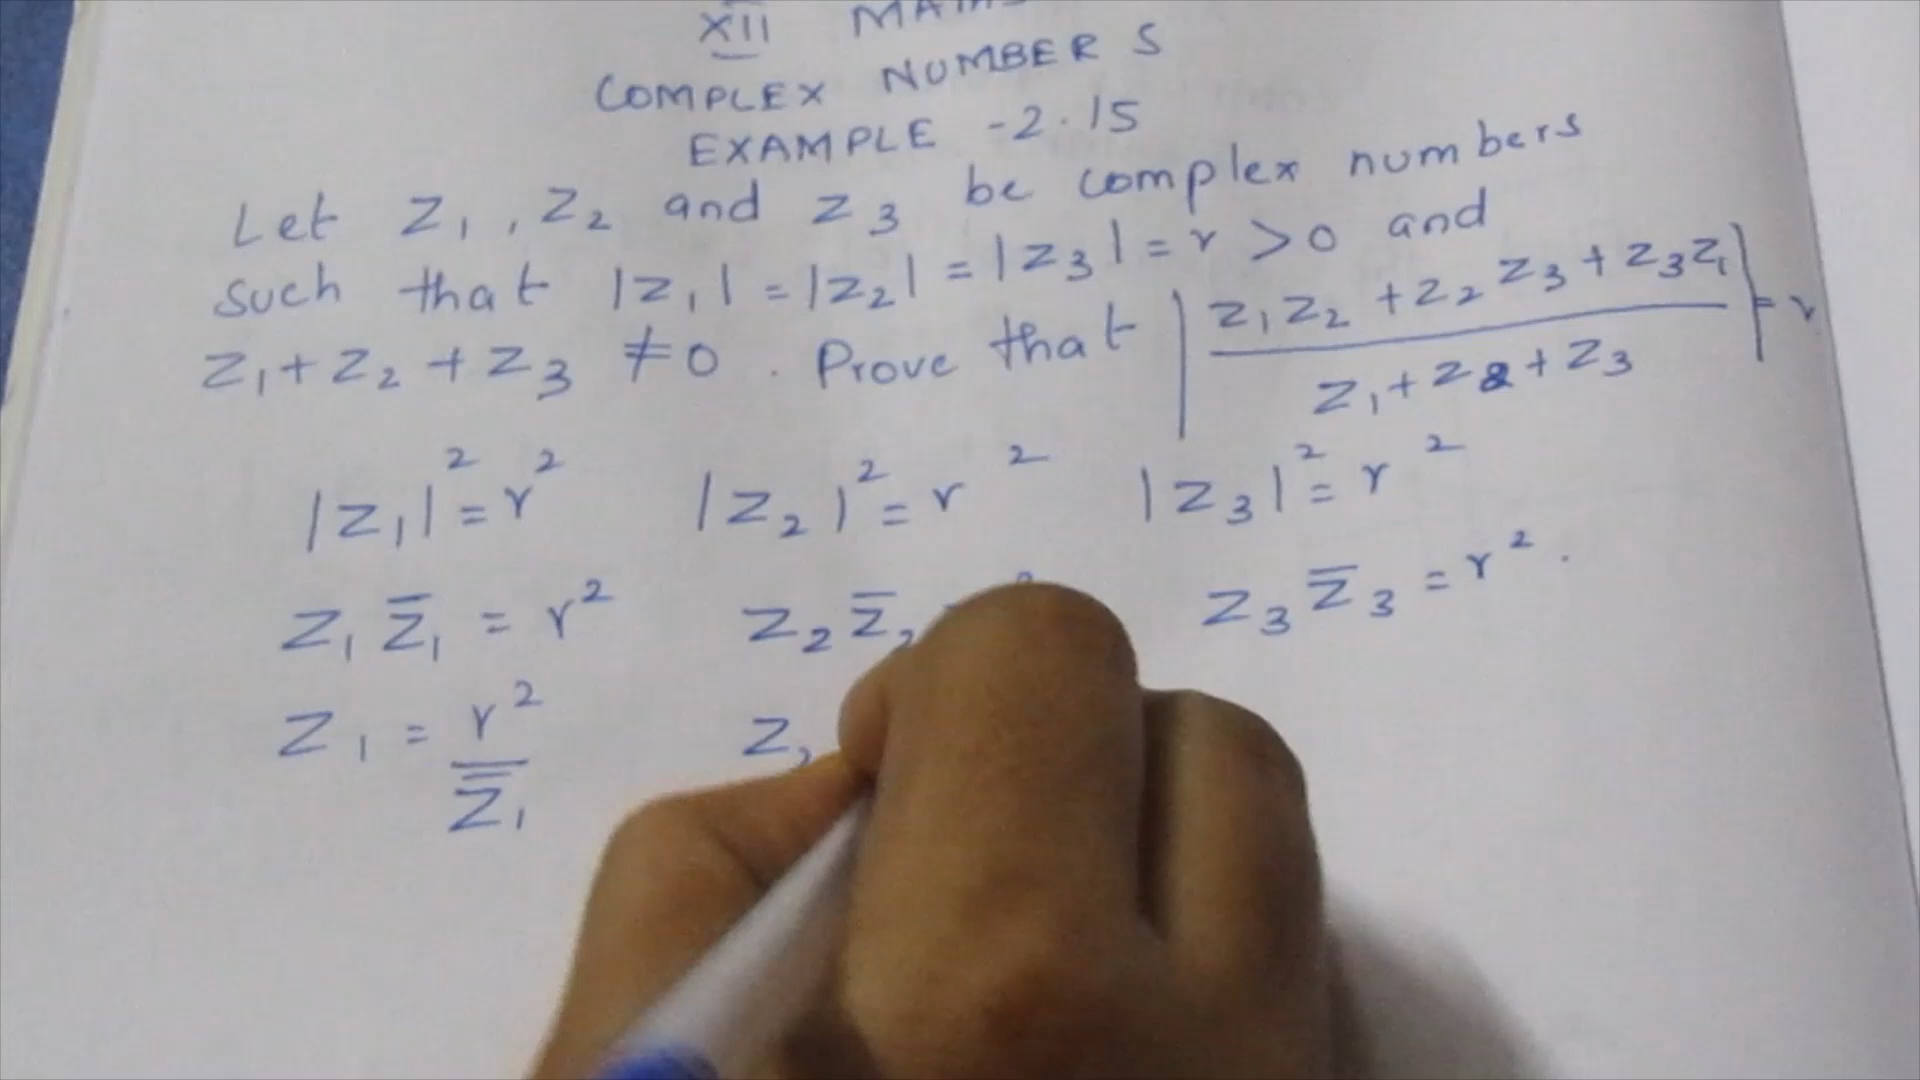 XII MATHS
COMPLEX NUMBERS
EXAMPLE -2.15
Let z₁, z₂ and z₃ be complex numbers
such that |z₁| = |z₂| = |z₃| = r > 0 and
z₁ + z₂ + z₃ ≠ 0. Prove that |(z₁z₂ + z₂z₃ + z₃z₁)/(z₁ + z₂ + z₃)| = r
|z₁|² = r² |z₂|² = r² |z₃|² = r²
z₁ z̄₁ = r² z₂ z̄₂ z₃ z̄₃ = r².
z₁ = r²/z̄₁ z₂